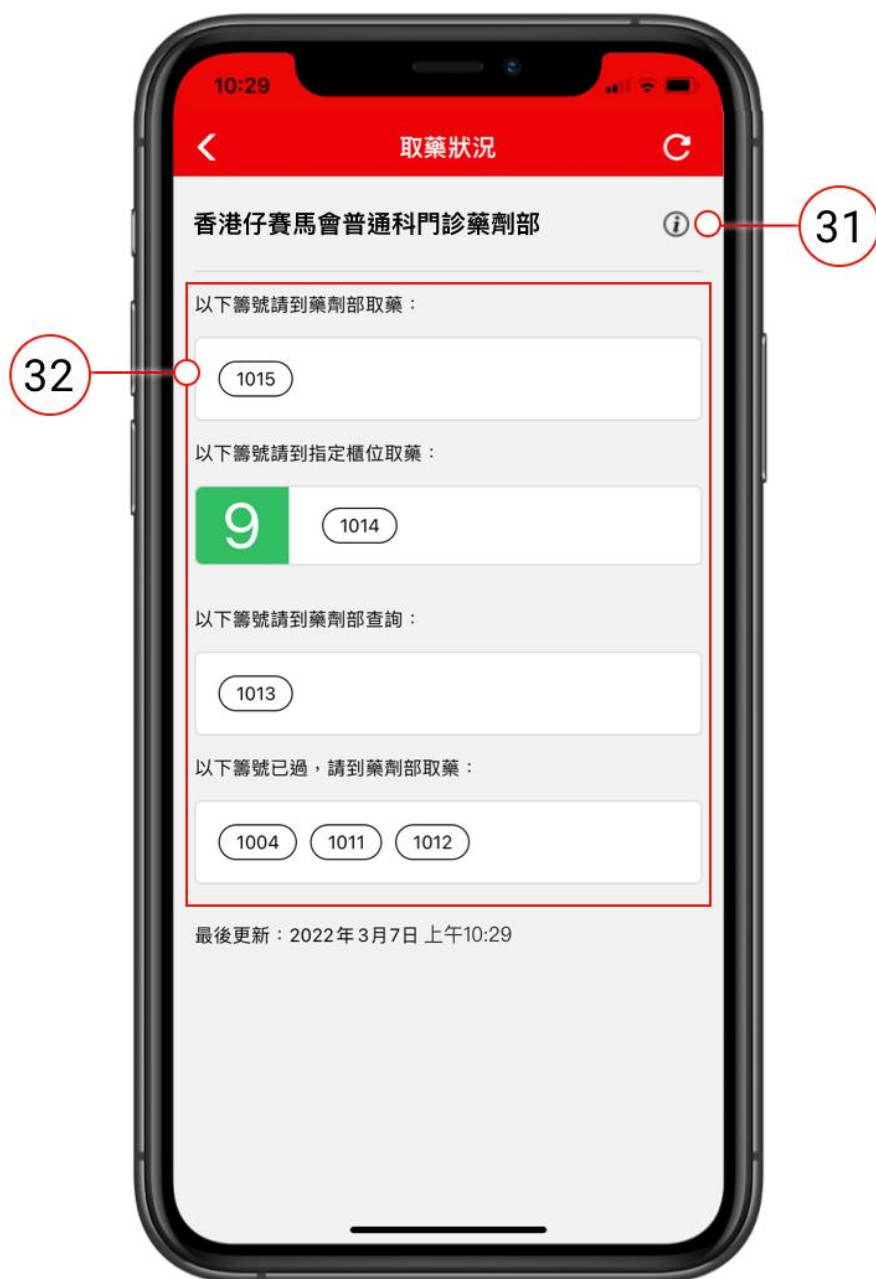 10:29
取藥狀況
香港仔賽馬會普通科門診藥劑部
31
以下籌號請到藥劑部取藥：
32
1015
以下籌號請到指定櫃位取藥：
9 1014
以下籌號請到藥劑部查詢：
1013
以下籌號已過，請到藥劑部取藥：
1004 1011 1012
最後更新：2022年3月7日 上午10:29